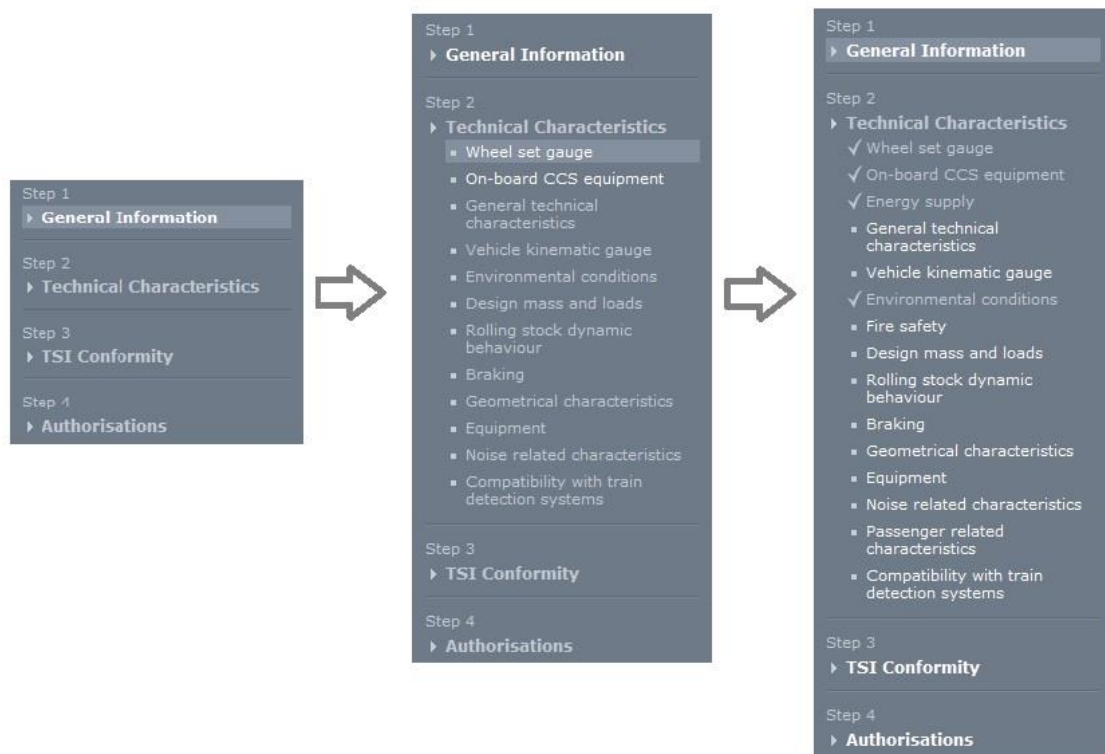 Step 1
General Information
Step 2
Technical Characteristics
Step 3
TSI Conformity
Step 4
Authorisations
Step 1
General Information
Step 2
Technical Characteristics
Wheel set gauge
On-board CCS equipment
General technical
characteristics
Vehicle kinematic gauge
Environmental conditions
Design mass and loads
Rolling stock dynamic
behaviour
Braking
Geometrical characteristics
Equipment
Noise related characteristics
Compatibility with train
detection systems
Step 3
TSI Conformity
Step 4
Authorisations
Step 1
General Information
Step 2
Technical Characteristics
Wheel set gauge
On-board CCS equipment
Energy supply
General technical
characteristics
Vehicle kinematic gauge
Environmental conditions
Fire safety
Design mass and loads
Rolling stock dynamic
behaviour
Braking
Geometrical characteristics
Equipment
Noise related characteristics
Passenger related
characteristics
Compatibility with train
detection systems
Step 3
TSI Conformity
Step 4
Authorisations